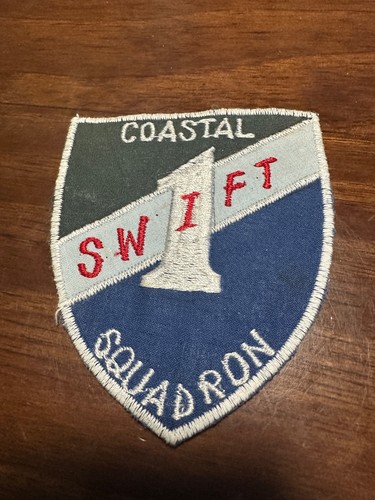 COASTAL
SWIFT
1
SQUADRON